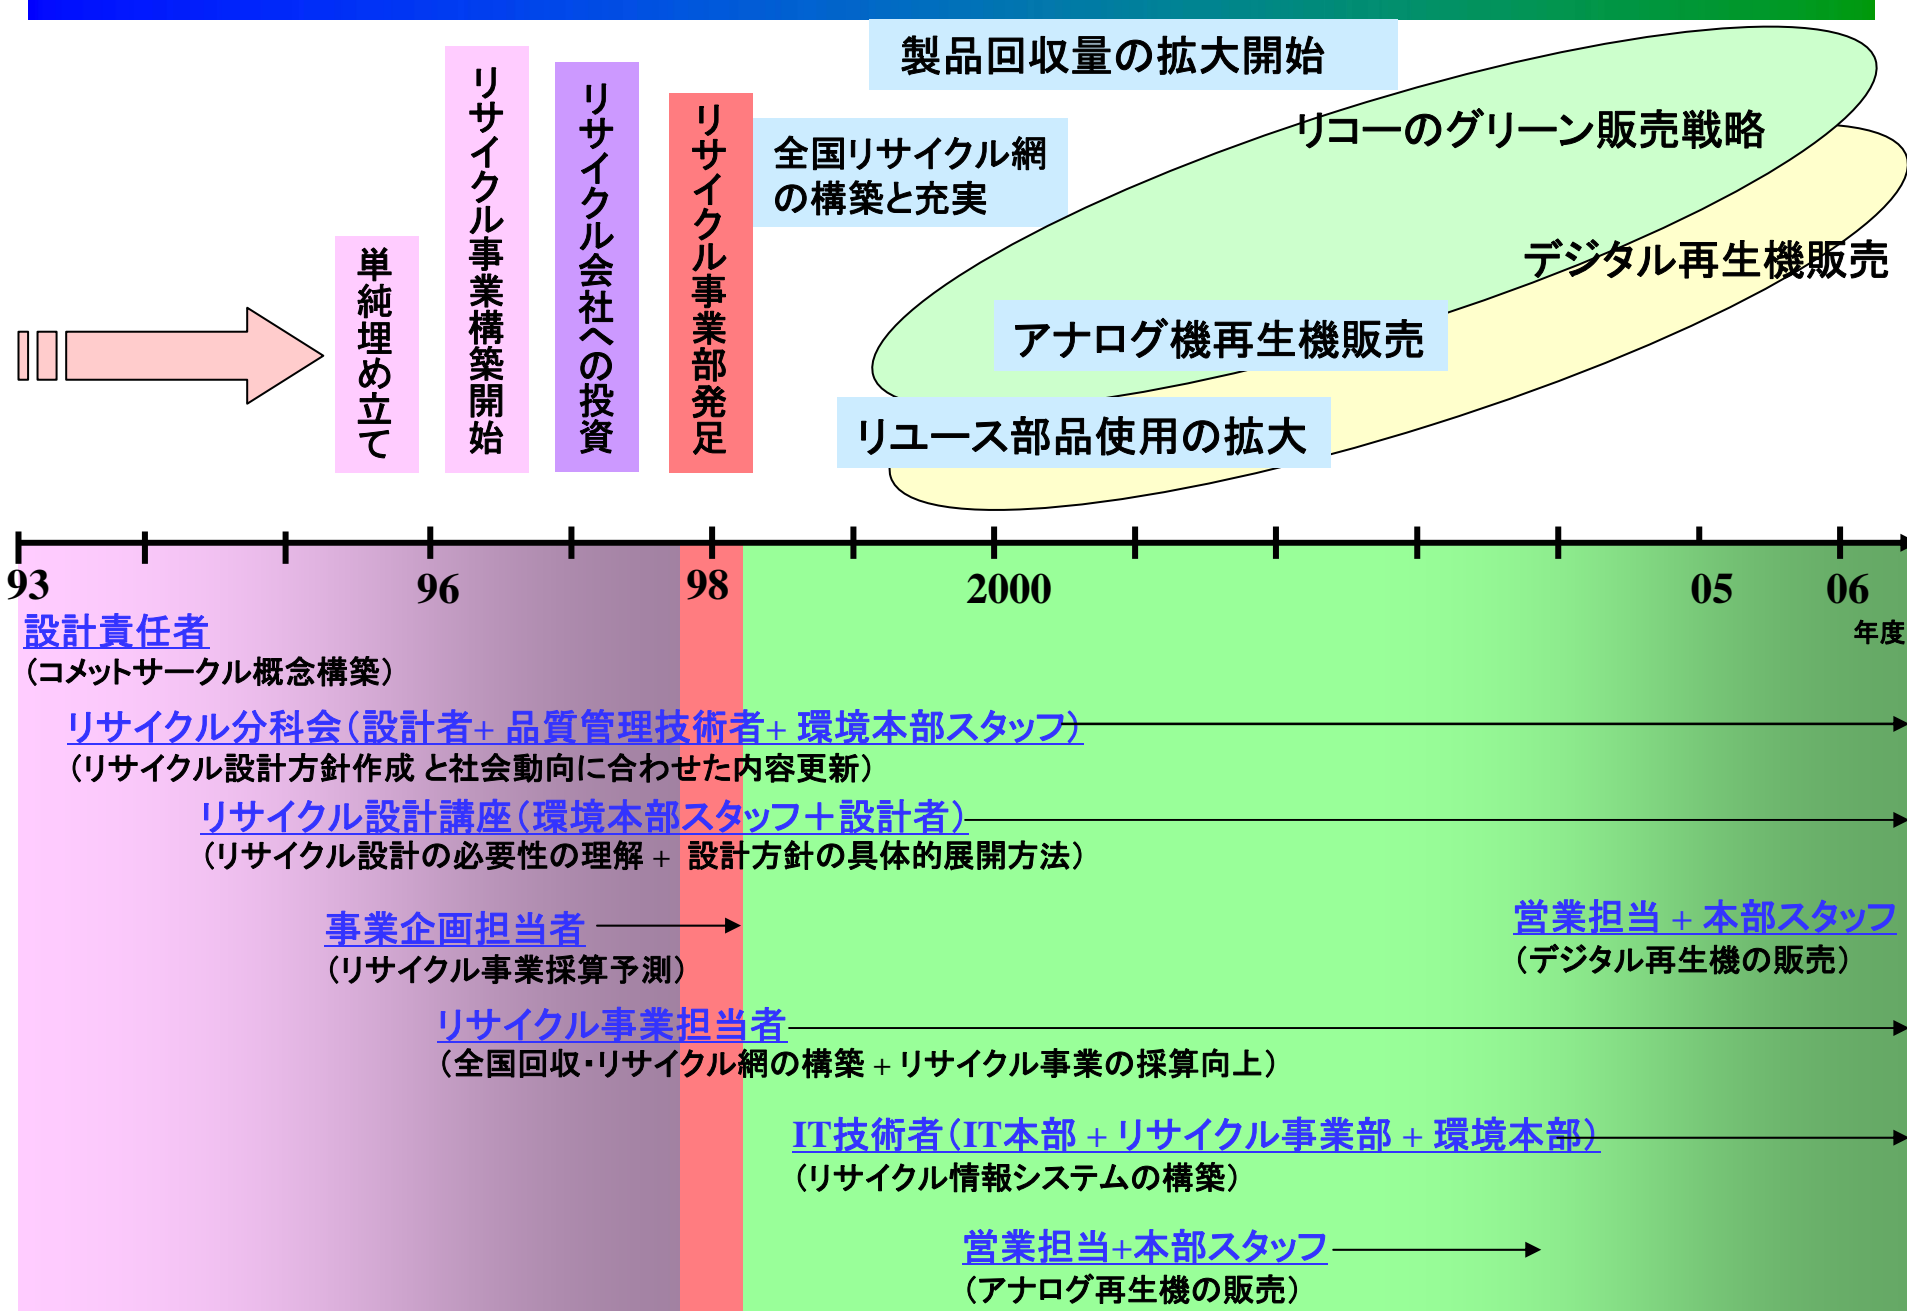 製品回収量の拡大開始
リサイクル事業構築開始
リサイクル会社への投資
リサイクル事業部発足
単純埋め立て
全国リサイクル網
の構築と充実
リコーのグリーン販売戦略
デジタル再生機販売
アナログ機再生機販売
リユース部品使用の拡大
93
96
98
2000
05
06
年度
設計責任者
（コメットサークル概念構築）
リサイクル分科会（設計者+ 品質管理技術者+ 環境本部スタッフ）
（リサイクル設計方針作成 と社会動向に合わせた内容更新）
リサイクル設計講座（環境本部スタッフ＋設計者）
（リサイクル設計の必要性の理解 + 設計方針の具体的展開方法）
事業企画担当者
（リサイクル事業採算予測）
営業担当 + 本部スタッフ
（デジタル再生機の販売）
リサイクル事業担当者
（全国回収・リサイクル網の構築 + リサイクル事業の採算向上）
IT技術者（IT本部 + リサイクル事業部 + 環境本部）
（リサイクル情報システムの構築）
営業担当+本部スタッフ
（アナログ再生機の販売）